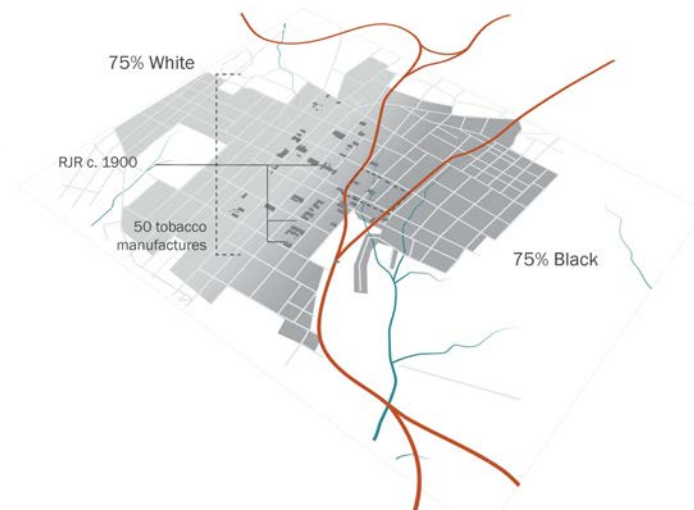 75% White
RJR c. 1900
50 tobacco
manufactures
75% Black